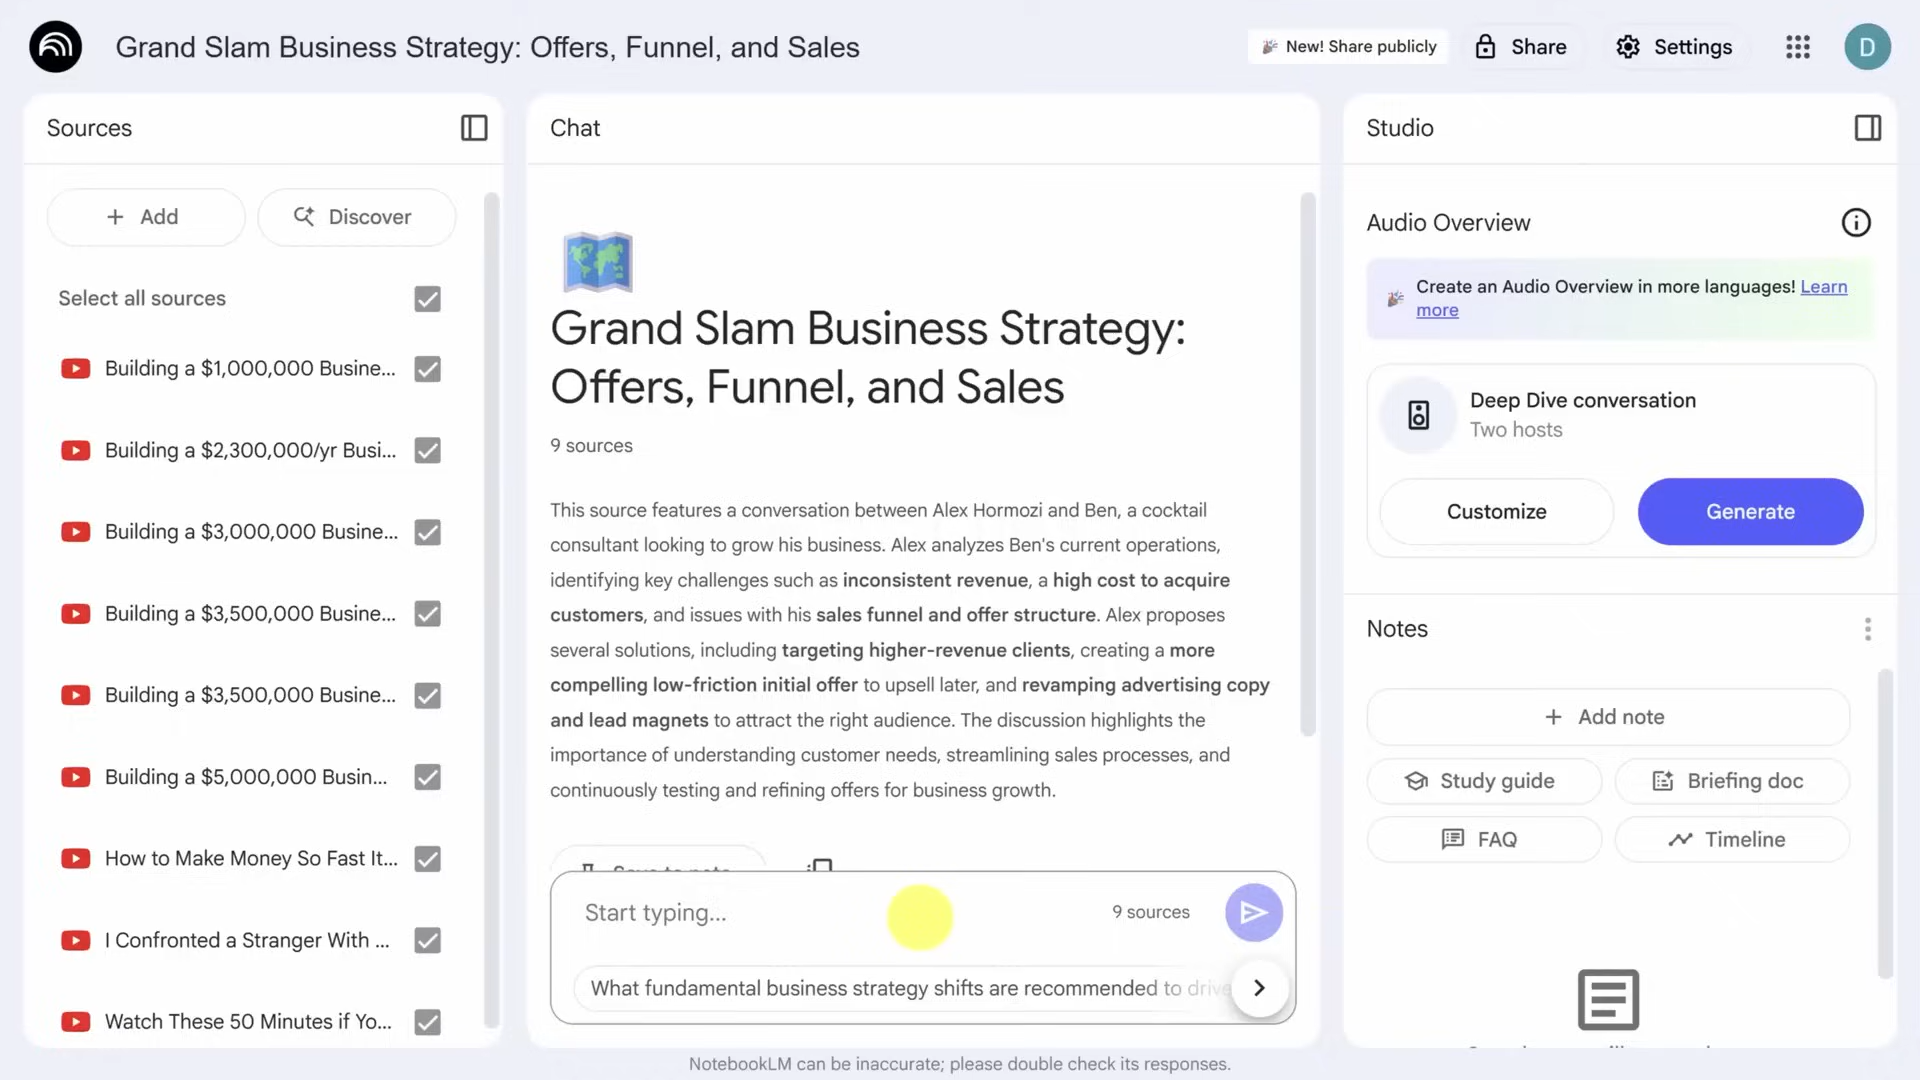 Grand Slam Business Strategy: Offers, Funnel, and Sales
New! Share publicly
Share
Settings
D
Sources
Add
Discover
Select all sources
Building a $1,000,000 Busine...
Building a $2,300,000/yr Busi...
Building a $3,000,000 Busine...
Building a $3,500,000 Busine...
Building a $3,500,000 Busine...
Building a $5,000,000 Busin...
How to Make Money So Fast It...
I Confronted a Stranger With ...
Watch These 50 Minutes if Yo...
Chat
Grand Slam Business Strategy:
Offers, Funnel, and Sales
9 sources
This source features a conversation between Alex Hormozi and Ben, a cocktail
consultant looking to grow his business. Alex analyzes Ben's current operations,
identifying key challenges such as inconsistent revenue, a high cost to acquire
customers, and issues with his sales funnel and offer structure. Alex proposes
several solutions, including targeting higher-revenue clients, creating a more
compelling low-friction initial offer to upsell later, and revamping advertising copy
and lead magnets to attract the right audience. The discussion highlights the
importance of understanding customer needs, streamlining sales processes, and
continuously testing and refining offers for business growth.
Save to note
Start typing...
9 sources
What fundamental business strategy shifts are recommended to drive
NotebookLM can be inaccurate; please double check its responses.
Studio
Audio Overview
Create an Audio Overview in more languages! Learn
more
Deep Dive conversation
Two hosts
Customize
Generate
Notes
Add note
Study guide
Briefing doc
FAQ
Timeline